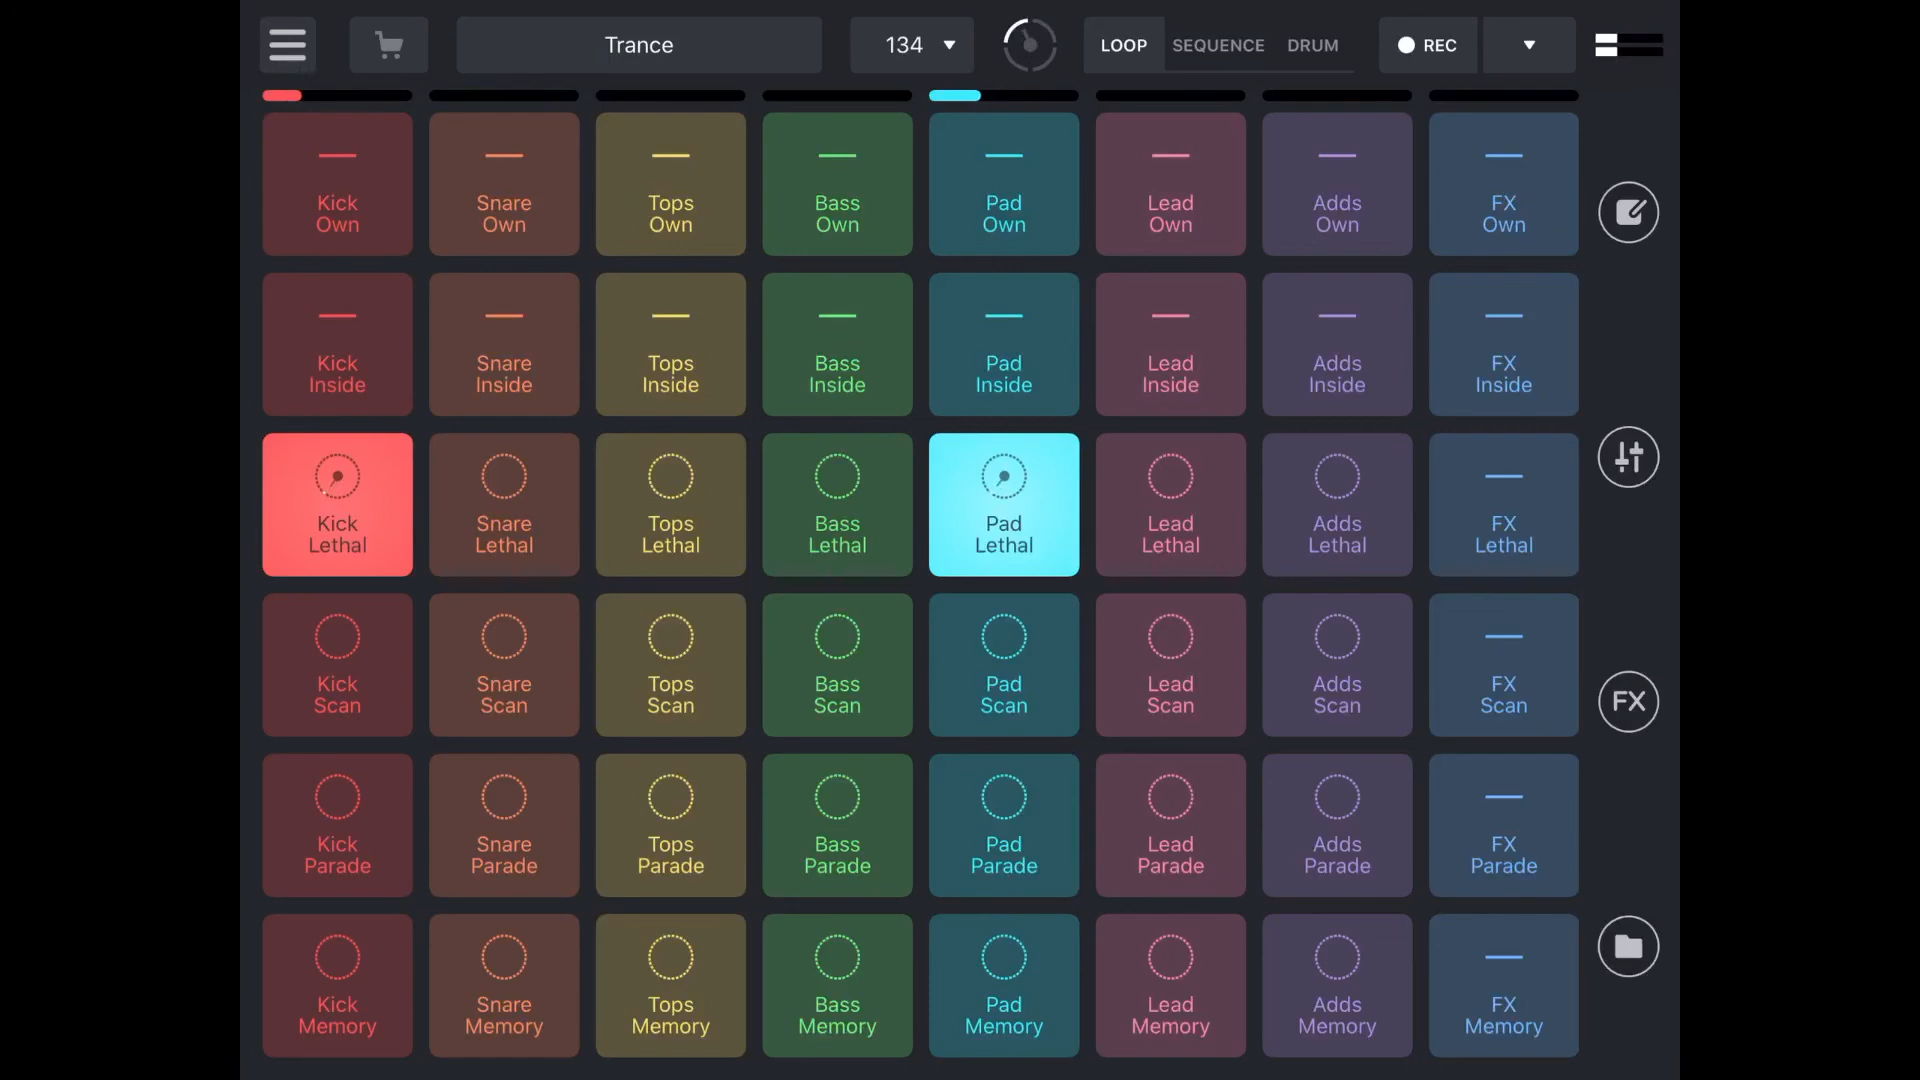 Trance
134
LOOP SEQUENCE DRUM
REC
Kick
Own
Snare
Own
Tops
Own
Bass
Own
Pad
Own
Lead
Own
Adds
Own
FX
Own
Kick
Inside
Snare
Inside
Tops
Inside
Bass
Inside
Pad
Inside
Lead
Inside
Adds
Inside
FX
Inside
Kick
Lethal
Snare
Lethal
Tops
Lethal
Bass
Lethal
Pad
Lethal
Lead
Lethal
Adds
Lethal
FX
Lethal
Kick
Scan
Snare
Scan
Tops
Scan
Bass
Scan
Pad
Scan
Lead
Scan
Adds
Scan
FX
Scan
FX
Kick
Parade
Snare
Parade
Tops
Parade
Bass
Parade
Pad
Parade
Lead
Parade
Adds
Parade
FX
Parade
Kick
Memory
Snare
Memory
Tops
Memory
Bass
Memory
Pad
Memory
Lead
Memory
Adds
Memory
FX
Memory